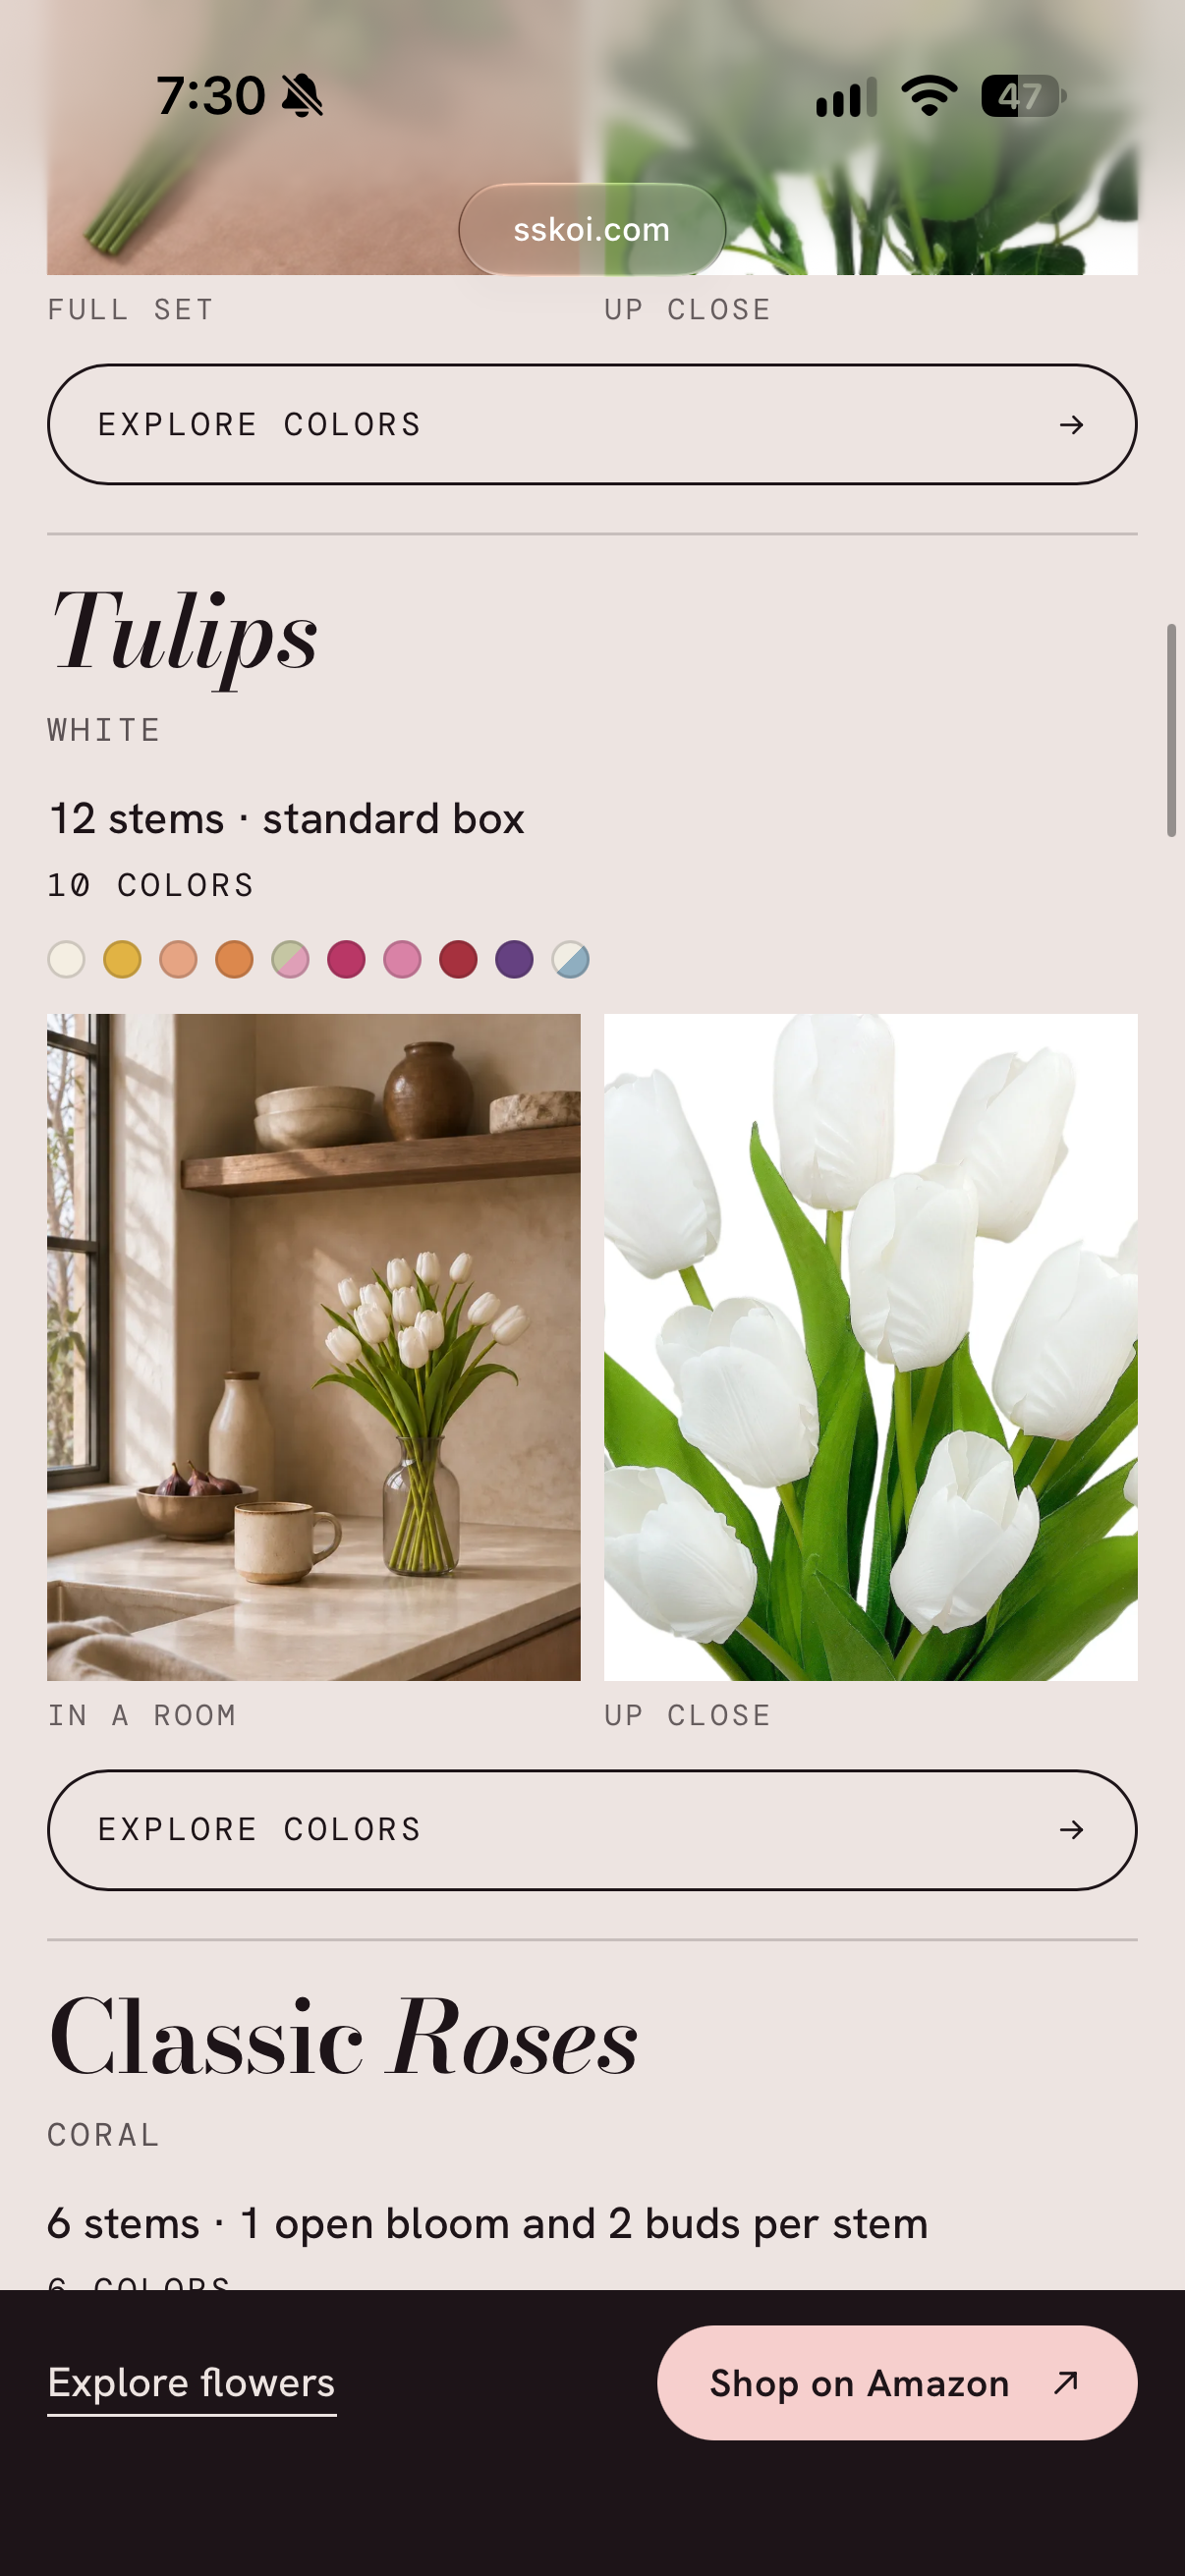 7:30
47
sskoi.com
FULL SET
UP CLOSE
EXPLORE COLORS →
Tulips
WHITE
12 stems · standard box
10 COLORS
IN A ROOM
UP CLOSE
EXPLORE COLORS →
Classic Roses
CORAL
6 stems · 1 open bloom and 2 buds per stem
6 COLORS
Explore flowers
Shop on Amazon ↗